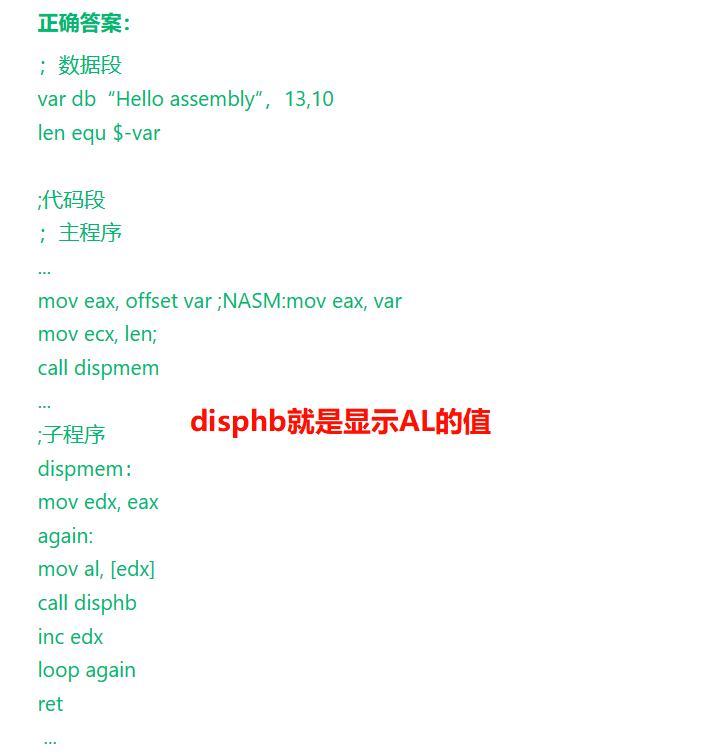 正确答案：
；数据段
var db “Hello assembly”，13,10
len equ $-var
;代码段
；主程序
...
mov eax, offset var ;NASM:mov eax, var
mov ecx, len;
call dispmem
...
disphb就是显示AL的值
;子程序
dispmem：
mov edx, eax
again:
mov al, [edx]
call disphb
inc edx
loop again
ret
...